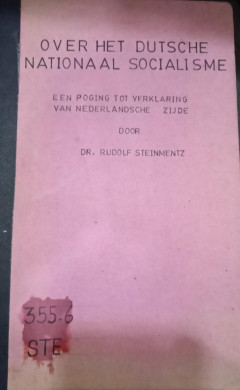 OVER HET DUTSCHE
NATIONAAL SOCIALISME
EEN POGING TOT VERKLARING
VAN NEDERLANDSCHE ZIJDE
DOOR
DR. RUDOLF STEINMENTZ
355.6
STE